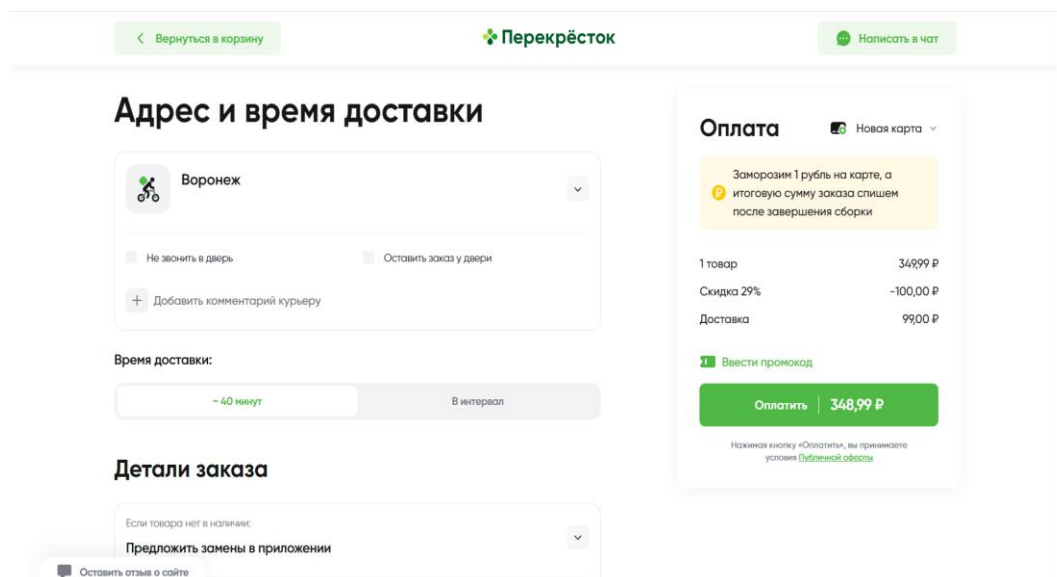 Вернуться в корзину
Перекрёсток
Написать в чат
Адрес и время доставки
Воронеж
Не звонить в дверь
Оставить заказ у двери
Добавить комментарий курьеру
Время доставки:
~ 40 минут
В интервал
Детали заказа
Если товара нет в наличии:
Предложить замены в приложении
Оставить отзыв о сайте
Оплата
Новая карта
Заморозим 1 рубль на карте, а
итоговую сумму заказа спишем
после завершения сборки
1 товар 349,99 ₽
Скидка 29% -100,00 ₽
Доставка 99,00 ₽
Ввести промокод
Оплатить 348,99 ₽
Нажимая кнопку «Оплатить», вы принимаете
условия Публичной оферты